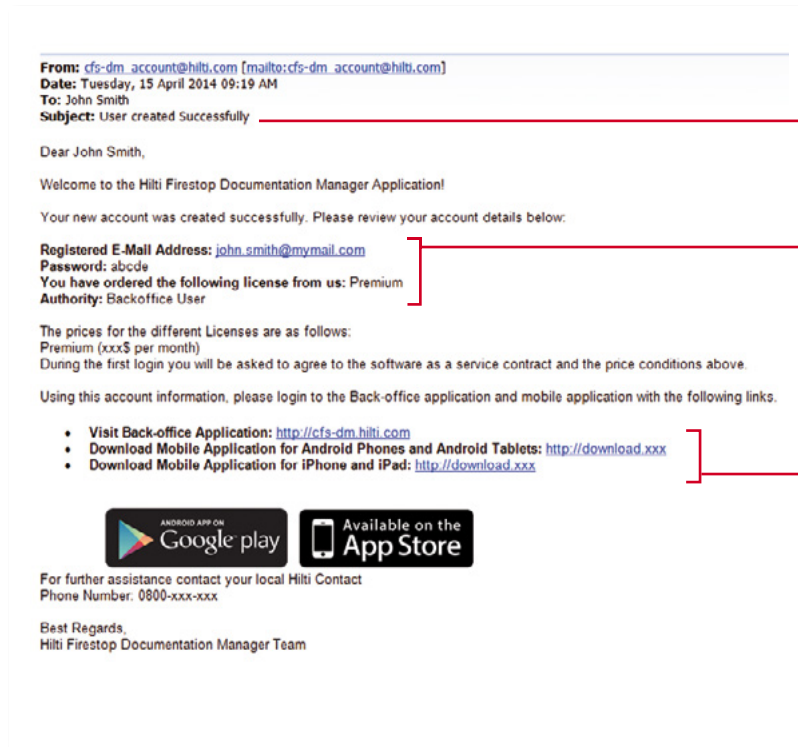 From: cfs-dm_account@hilti.com [mailto:cfs-dm_account@hilti.com]
Date: Tuesday, 15 April 2014 09:19 AM
To: John Smith
Subject: User created Successfully
Dear John Smith,
Welcome to the Hilti Firestop Documentation Manager Application!
Your new account was created successfully. Please review your account details below:
Registered E-Mail Address: john.smith@mymail.com
Password: abcde
You have ordered the following license from us: Premium
Authority: Backoffice User
The prices for the different Licenses are as follows:
Premium (xxx$ per month)
During the first login you will be asked to agree to the software as a service contract and the price conditions above.
Using this account information, please login to the Back-office application and mobile application with the following links.
• Visit Back-office Application: http://cfs-dm.hilti.com
• Download Mobile Application for Android Phones and Android Tablets: http://download.xxx
• Download Mobile Application for iPhone and iPad: http://download.xxx
ANDROID APP ON
Google play
Available on the
App Store
For further assistance contact your local Hilti Contact
Phone Number: 0800-xxx-xxx
Best Regards,
Hilti Firestop Documentation Manager Team